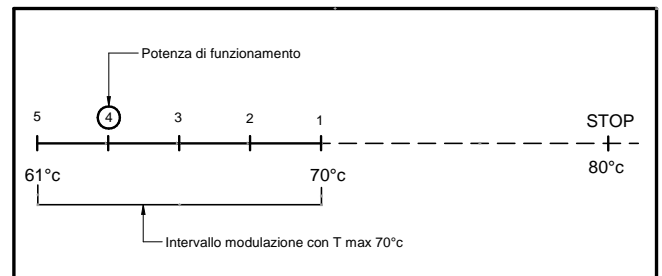 Potenza di funzionamento
5 4 3 2 1 STOP
61°c 70°c 80°c
Intervallo modulazione con T max 70°c